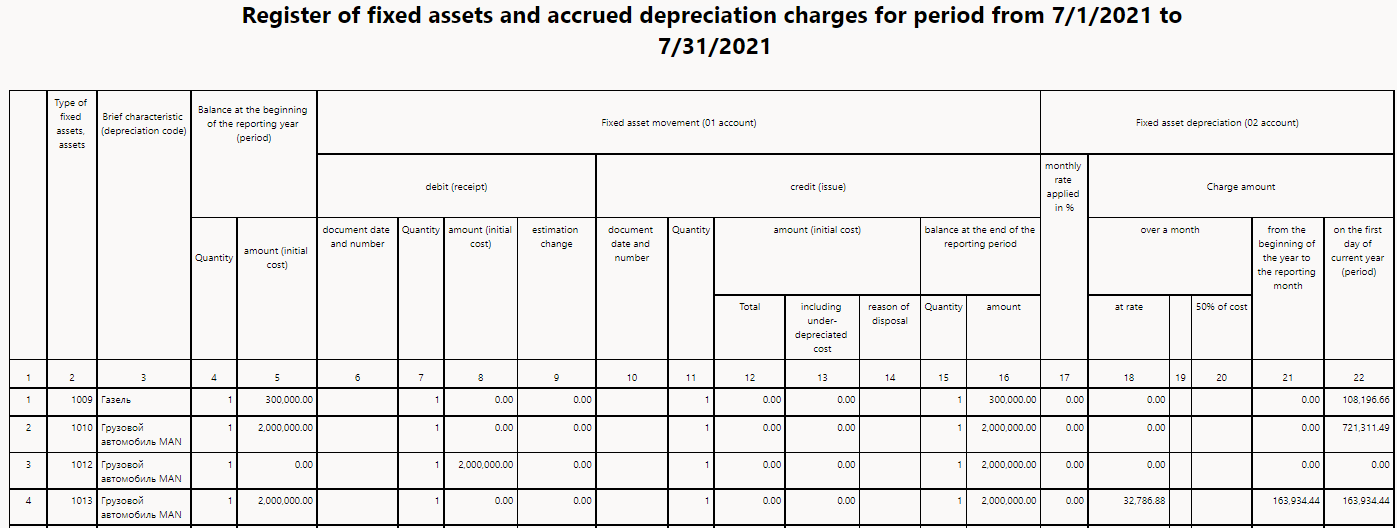 Register of fixed assets and accrued depreciation charges for period from 7/1/2021 to
7/31/2021
Type of
fixed
assets,
assets
Brief characteristic
(depreciation code)
Balance at the beginning
of the reporting year
(period)
Fixed asset movement (01 account)
Fixed asset depreciation (02 account)
debit (receipt)
credit (issue)
monthly
rate
applied
in %
Charge amount
Quantity
amount (initial
cost)
document date
and number
Quantity
amount (initial
cost)
estimation
change
document
date and
number
Quantity
amount (initial cost)
balance at the end of the
reporting period
over a month
from the
beginning of
the year to
the reporting
month
on the first
day of
current year
(period)
Total
including
under-
depreciated
cost
reason of
disposal
Quantity
amount
at rate
50% of cost
1 2 3 4 5 6 7 8 9 10 11 12 13 14 15 16 17 18 19 20 21 22
1 1009 Газель 1 300,000.00 1 0.00 0.00 1 0.00 0.00 1 300,000.00 0.00 0.00 0.00 108,196.66
2 1010 Грузовой 1 2,000,000.00 1 0.00 0.00 1 0.00 0.00 1 2,000,000.00 0.00 0.00 0.00 721,311.49
автомобиль MAN
3 1012 Грузовой 1 0.00 1 2,000,000.00 0.00 1 0.00 0.00 1 2,000,000.00 0.00 0.00 0.00 0.00
автомобиль MAN
4 1013 Грузовой 1 2,000,000.00 1 0.00 0.00 1 0.00 0.00 1 2,000,000.00 0.00 32,786.88 163,934.44 163,934.44
автомобиль MAN